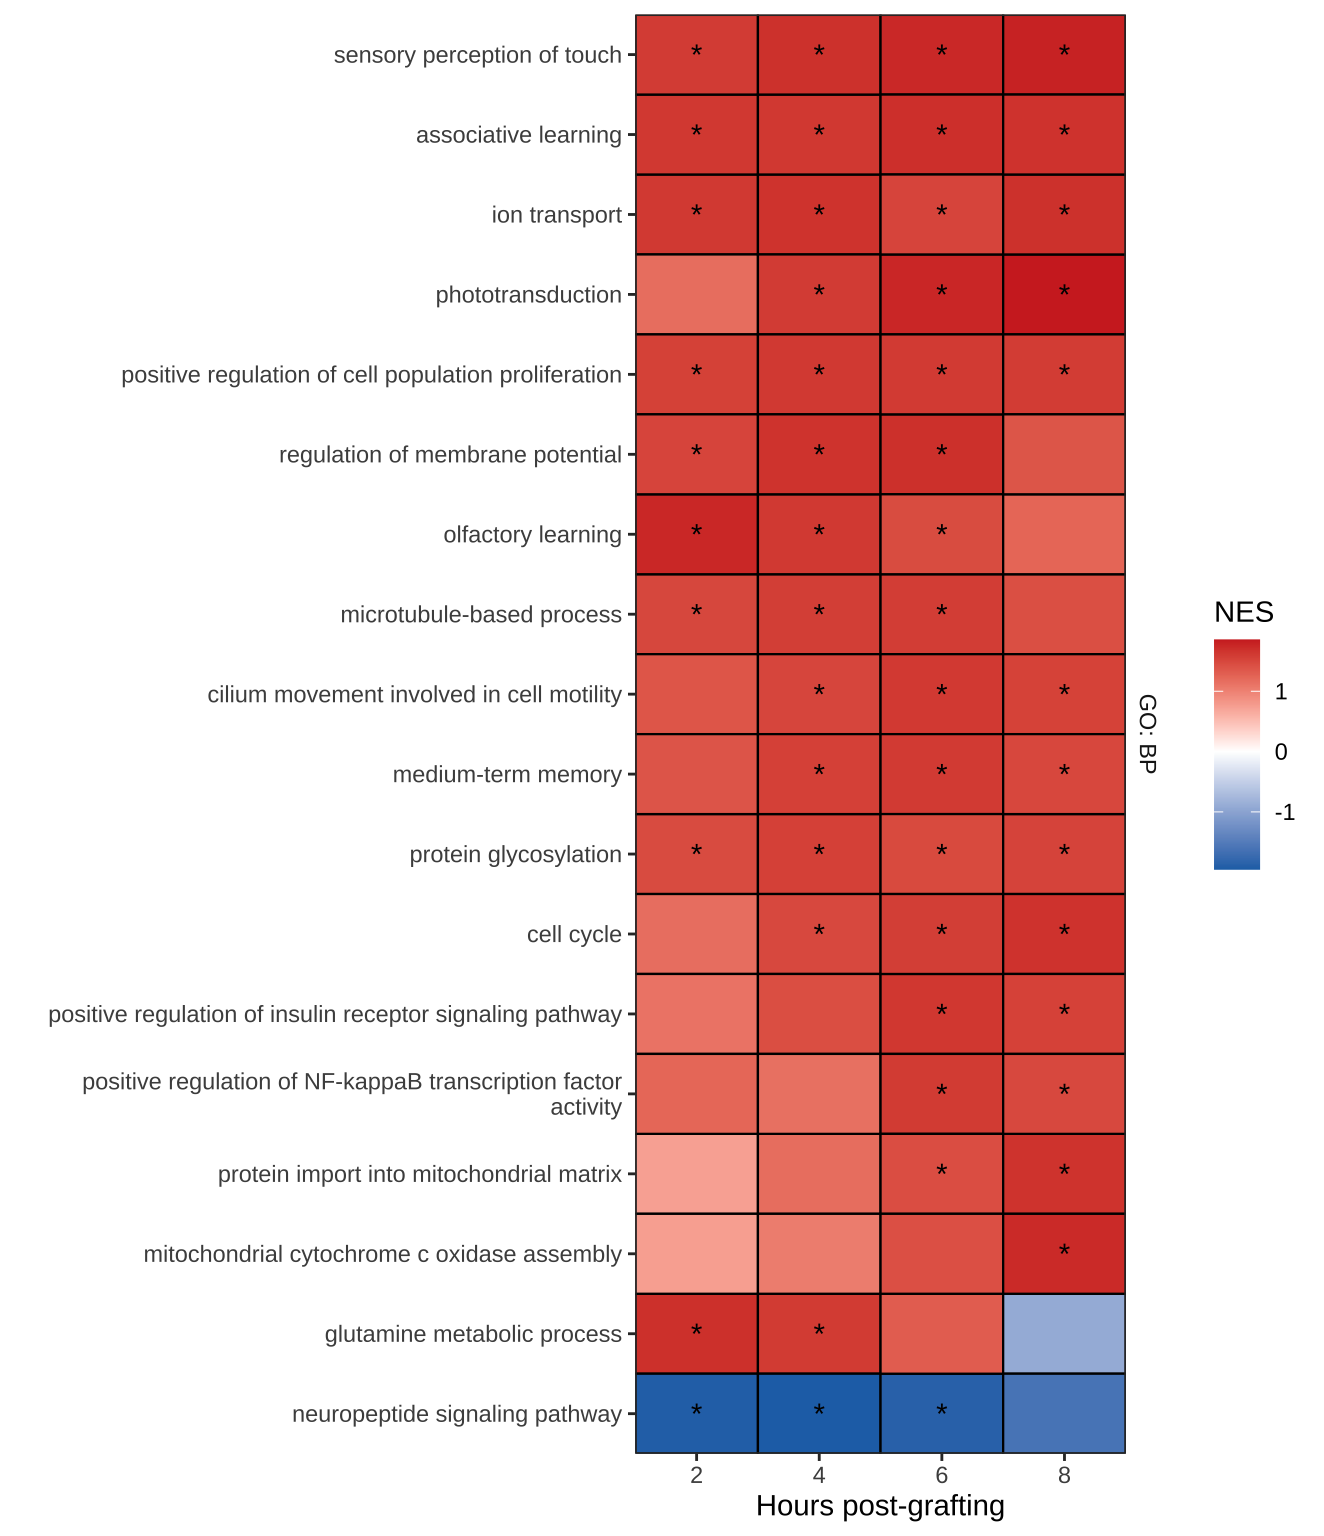 sensory perception of touch * * * *
associative learning * * * *
ion transport * * * *
phototransduction * * *
positive regulation of cell population proliferation * * * *
regulation of membrane potential * * *
olfactory learning * * *
microtubule-based process * * *
cilium movement involved in cell motility * * *
medium-term memory * * *
protein glycosylation * * * *
cell cycle * * *
positive regulation of insulin receptor signaling pathway * *
positive regulation of NF-kappaB transcription factor
activity * *
protein import into mitochondrial matrix * *
mitochondrial cytochrome c oxidase assembly *
glutamine metabolic process * *
neuropeptide signaling pathway * * *
2 4 6 8
Hours post-grafting
GO: BP
NES
1
0
-1